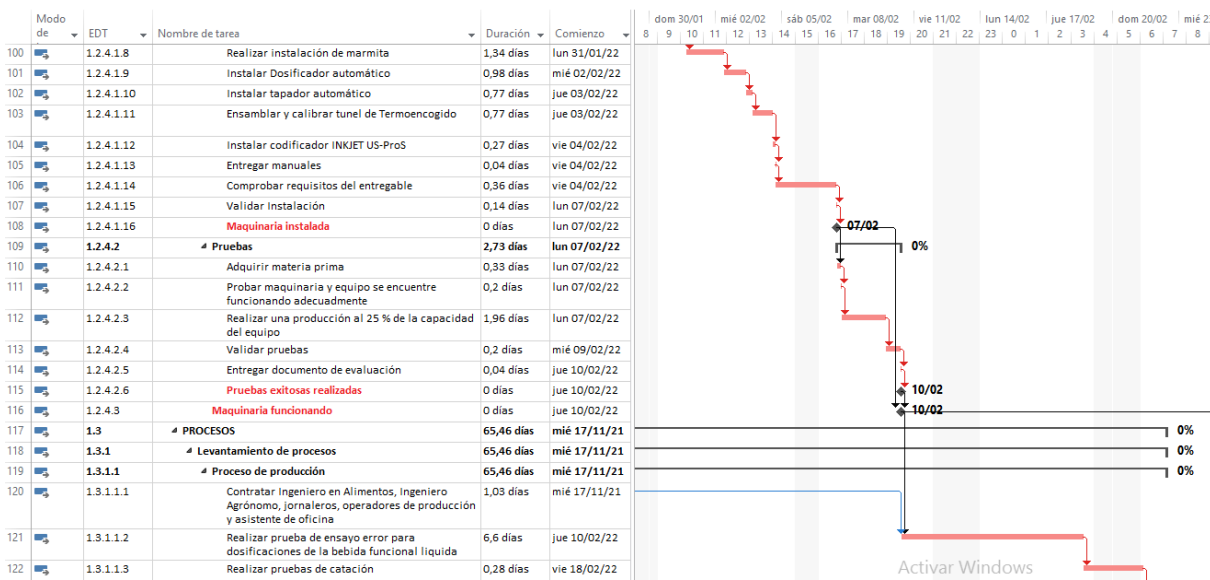 Modo de
EDT
Nombre de tarea
Duración
Comienzo
dom 30/01 mié 02/02 sáb 05/02 mar 08/02 vie 11/02 lun 14/02 jue 17/02 dom 20/02 mié 2
8 9 10 11 12 13 14 15 16 17 18 19 20 21 22 23 0 1 2 3 4 5 6 7 8
100 1.2.4.1.8 Realizar instalación de marmita 1,34 días lun 31/01/22
101 1.2.4.1.9 Instalar Dosificador automático 0,98 días mié 02/02/22
102 1.2.4.1.10 Instalar tapador automático 0,77 días jue 03/02/22
103 1.2.4.1.11 Ensamblar y calibrar tunel de Termoencogido 0,77 días jue 03/02/22
104 1.2.4.1.12 Instalar codificador INKJET US-ProS 0,27 días vie 04/02/22
105 1.2.4.1.13 Entregar manuales 0,04 días vie 04/02/22
106 1.2.4.1.14 Comprobar requisitos del entregable 0,36 días vie 04/02/22
107 1.2.4.1.15 Validar Instalación 0,14 días lun 07/02/22
108 1.2.4.1.16 Maquinaria instalada 0 días lun 07/02/22 07/02
109 1.2.4.2 Pruebas 2,73 días lun 07/02/22 0%
110 1.2.4.2.1 Adquirir materia prima 0,33 días lun 07/02/22
111 1.2.4.2.2 Probar maquinaria y equipo se encuentre 0,2 días lun 07/02/22
funcionando adecuadmente
112 1.2.4.2.3 Realizar una producción al 25 % de la capacidad 1,96 días lun 07/02/22
del equipo
113 1.2.4.2.4 Validar pruebas 0,2 días mié 09/02/22
114 1.2.4.2.5 Entregar documento de evaluación 0,04 días jue 10/02/22
115 1.2.4.2.6 Pruebas exitosas realizadas 0 días jue 10/02/22 10/02
116 1.2.4.3 Maquinaria funcionando 0 días jue 10/02/22 10/02
117 1.3 PROCESOS 65,46 días mié 17/11/21 0%
118 1.3.1 Levantamiento de procesos 65,46 días mié 17/11/21 0%
119 1.3.1.1 Proceso de producción 65,46 días mié 17/11/21 0%
120 1.3.1.1.1 Contratar Ingeniero en Alimentos, Ingeniero 1,03 días mié 17/11/21
Agrónomo, jornaleros, operadores de producción
y asistente de oficina
121 1.3.1.1.2 Realizar prueba de ensayo error para 6,6 días jue 10/02/22
dosificaciones de la bebida funcional liquida
122 1.3.1.1.3 Realizar pruebas de catación 0,28 días vie 18/02/22
Activar Windows